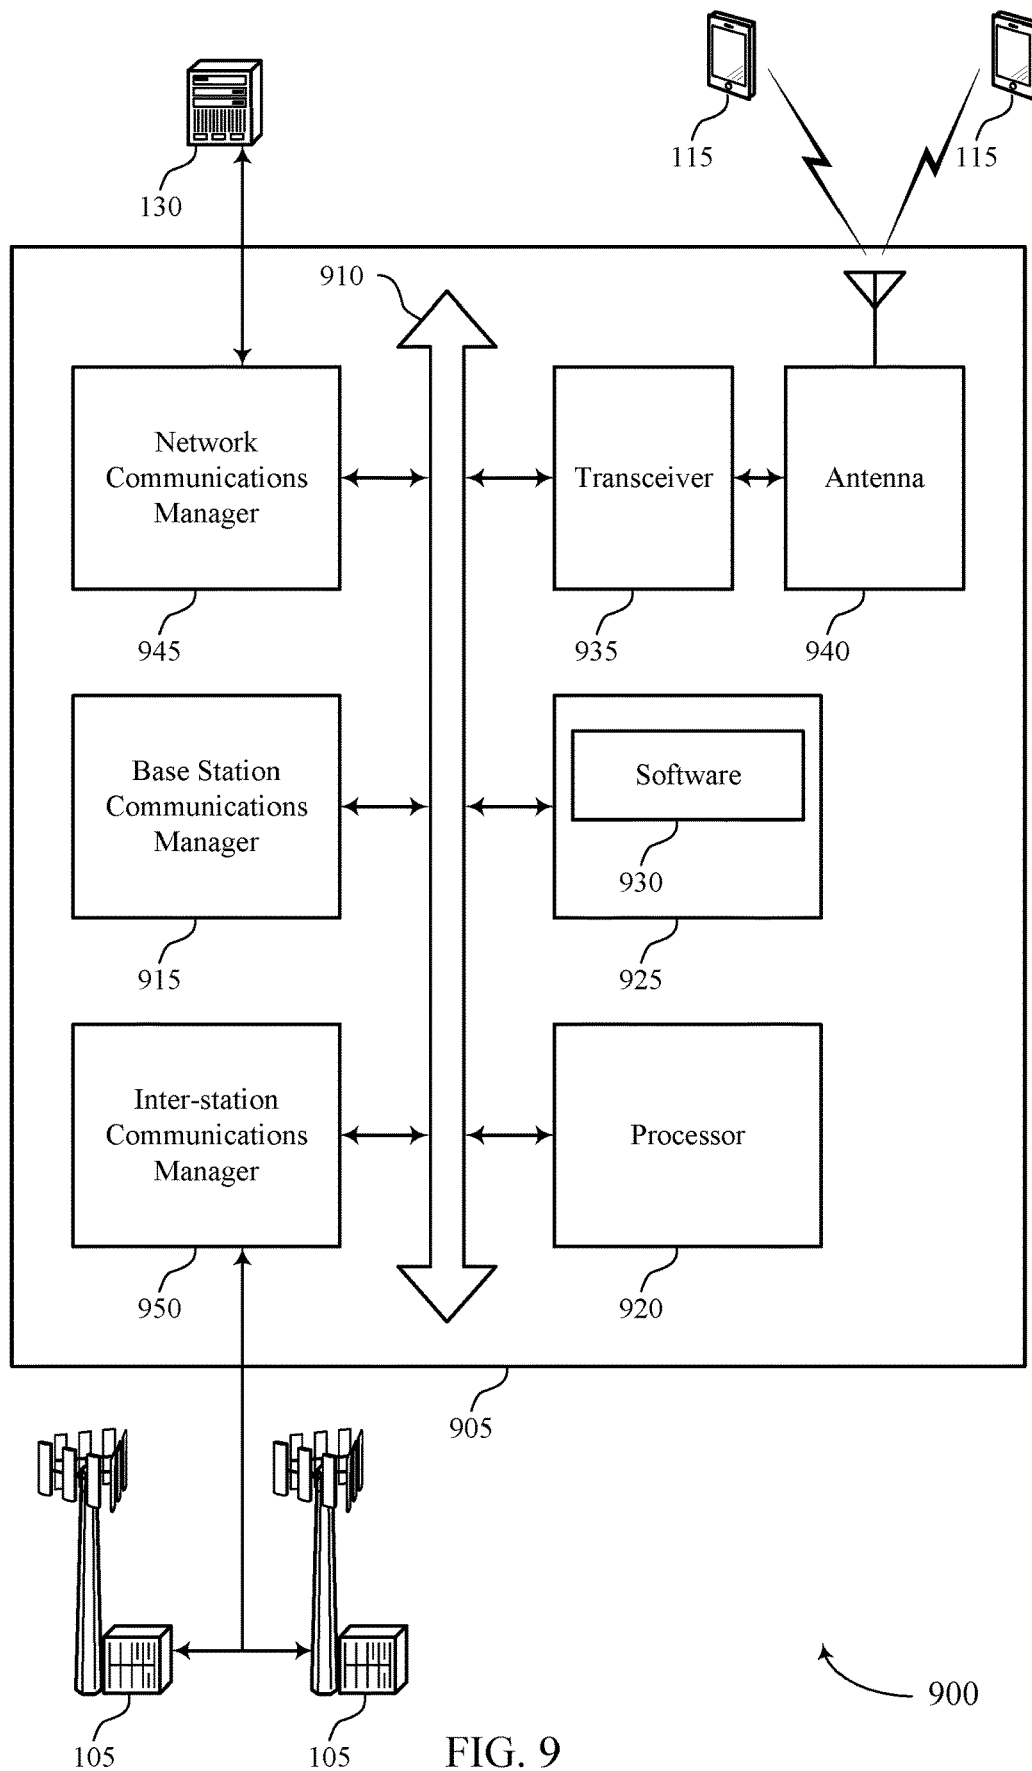 130
115
115
910
Network
Communications
Manager
Transceiver
Antenna
945
935
940
Base Station
Communications
Manager
Software
930
915
925
Inter-station
Communications
Manager
Processor
950
920
905
900
105
105
FIG. 9